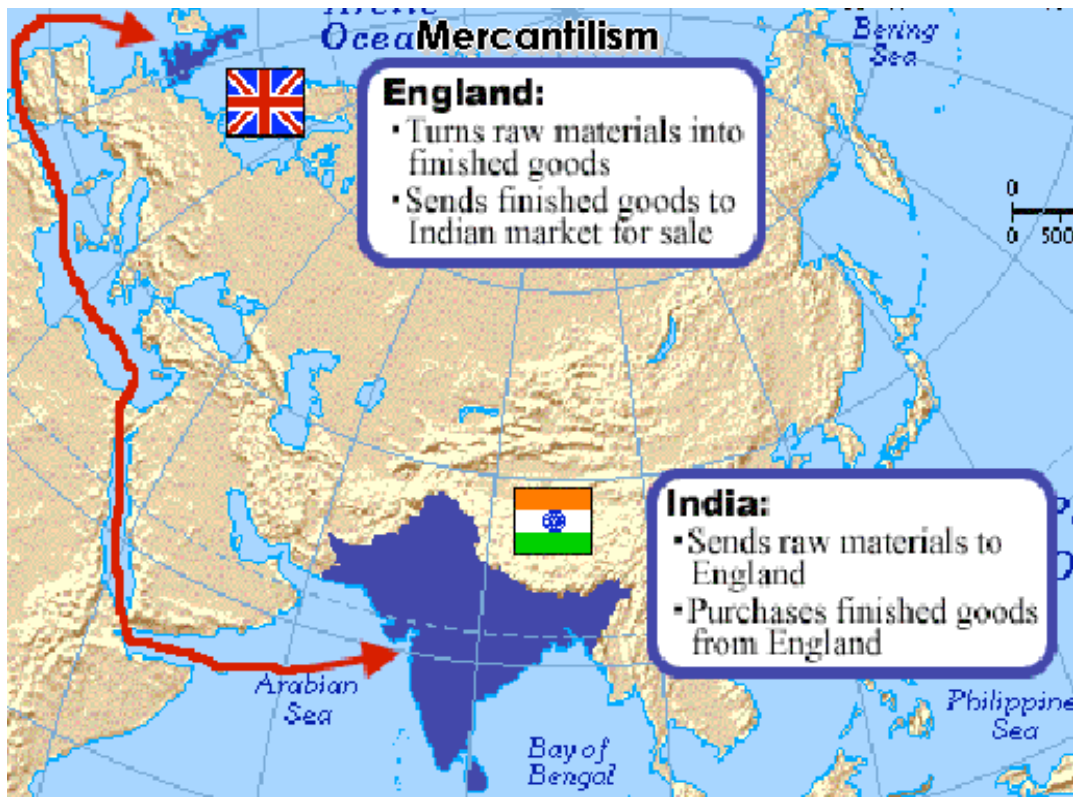 Ocea
Mercantilism
Bering
Sea
England:
▪Turns raw materials into
finished goods
▪Sends finished goods to
Indian market for sale
0
0 500
India:
▪Sends raw materials to
England
▪Purchases finished goods
from England
Arabian
Sea
Bay of
Bengal
Philippine
Sea